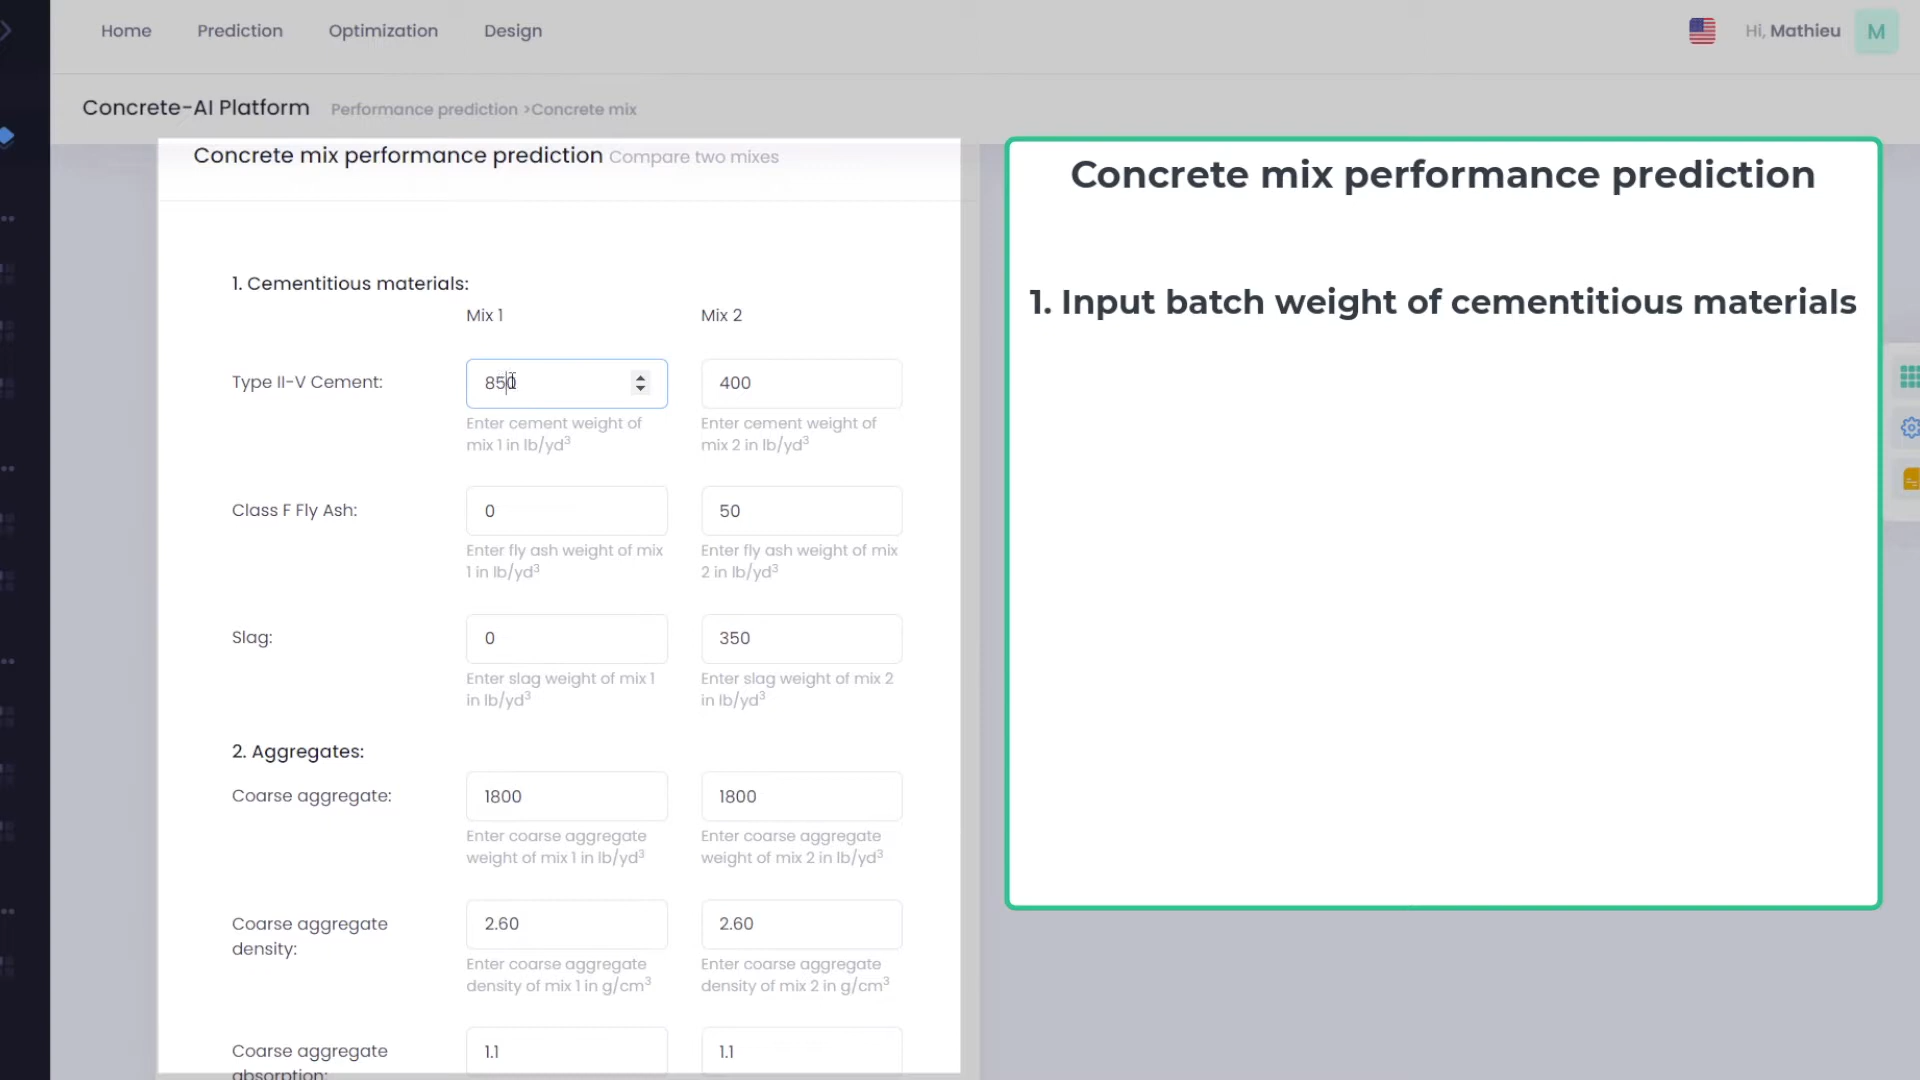 Home Prediction Optimization Design Hi, Mathieu M
Concrete-AI Platform Performance prediction >Concrete mix
Concrete mix performance prediction Compare two mixes
1. Cementitious materials:
Mix 1 Mix 2
Type II-V Cement: 850 400
Enter cement weight of
mix 1 in lb/yd³
Enter cement weight of
mix 2 in lb/yd³
Class F Fly Ash: 0 50
Enter fly ash weight of mix
1 in lb/yd³
Enter fly ash weight of mix
2 in lb/yd³
Slag: 0 350
Enter slag weight of mix 1
in lb/yd³
Enter slag weight of mix 2
in lb/yd³
2. Aggregates:
Coarse aggregate: 1800 1800
Enter coarse aggregate
weight of mix 1 in lb/yd³
Enter coarse aggregate
weight of mix 2 in lb/yd³
Coarse aggregate
density:
2.60 2.60
Enter coarse aggregate
density of mix 1 in g/cm³
Enter coarse aggregate
density of mix 2 in g/cm³
Coarse aggregate
absorption:
1.1 1.1
Concrete mix performance prediction
1. Input batch weight of cementitious materials